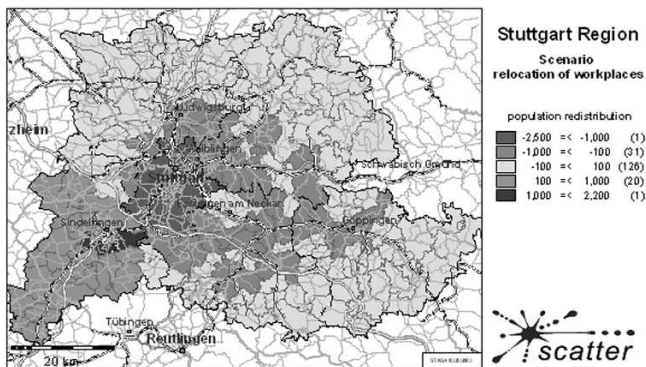 Stuttgart Region
Scenario
relocation of workplaces
population redistribution
-2,500 =< -1,000 (1)
-1,000 =< -100 (31)
-100 =< 100 (126)
100 =< 1,000 (20)
1,000 =< 2,200 (1)
Ludwigsburg
zheim
Waiblingen
Schwäbisch Gmünd
Stuttgart
Esslingen am Neckar
Sindelfingen
Göppingen
Tübingen
Reutlingen
20 km
scatter